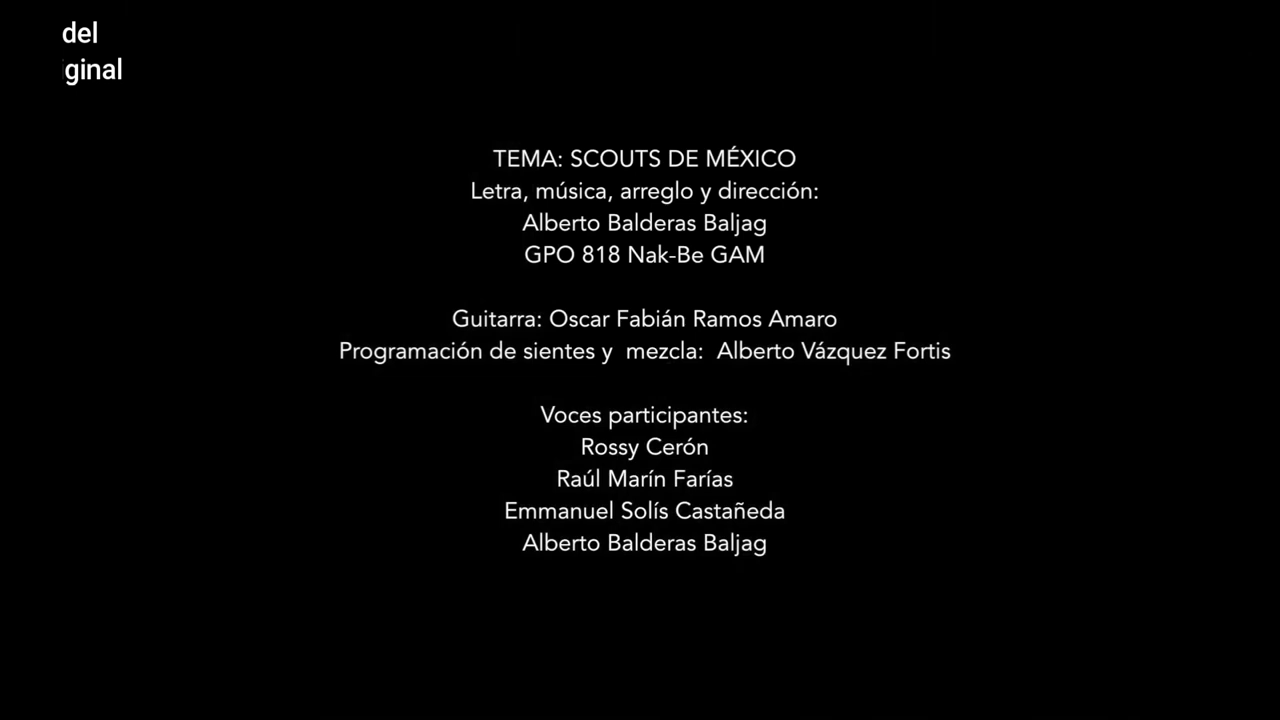 del
ginal
TEMA: SCOUTS DE MÉXICO
Letra, música, arreglo y dirección:
Alberto Balderas Baljag
GPO 818 Nak-Be GAM
Guitarra: Oscar Fabián Ramos Amaro
Programación de sientes y  mezcla:  Alberto Vázquez Fortis
Voces participantes:
Rossy Cerón
Raúl Marín Farías
Emmanuel Solís Castañeda
Alberto Balderas Baljag